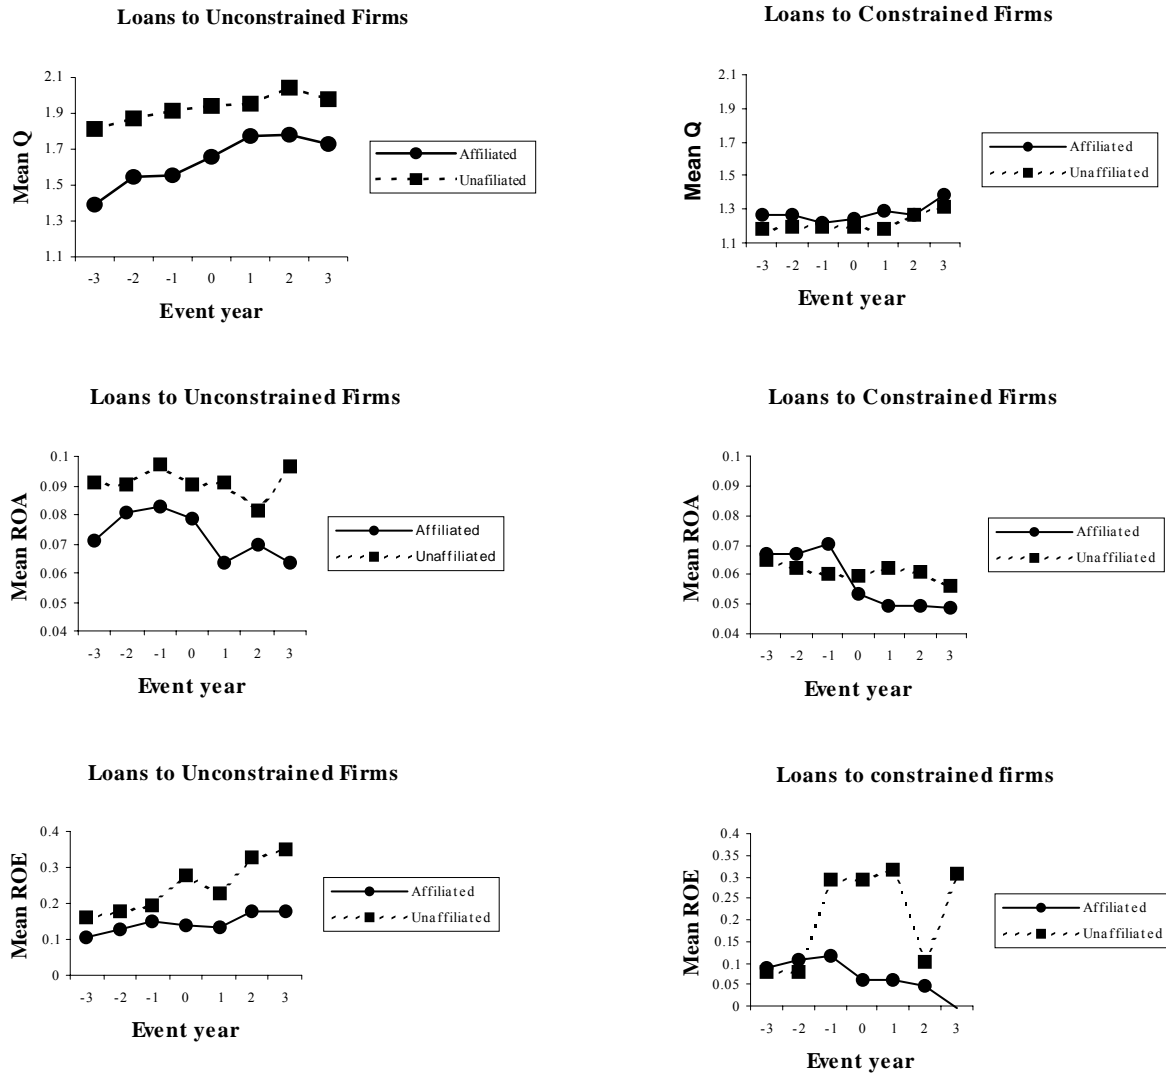 Loans to Unconstrained Firms
Mean Q
2.1
1.9
1.7
1.5
1.3
1.1
-3 -2 -1 0 1 2 3
Event year
Affiliated
Unafiliated
Loans to Constrained Firms
Mean Q
2.1
1.9
1.7
1.5
1.3
1.1
-3 -2 -1 0 1 2 3
Event year
Affiliated
Unaffiliated
Loans to Unconstrained Firms
Mean ROA
0.1
0.09
0.08
0.07
0.06
0.05
0.04
-3 -2 -1 0 1 2 3
Event year
Affiliated
Unaffiliated
Loans to Constrained Firms
Mean ROA
0.1
0.09
0.08
0.07
0.06
0.05
0.04
-3 -2 -1 0 1 2 3
Event year
Affiliated
Unaffiliated
Loans to Unconstrained Firms
Mean ROE
0.4
0.3
0.2
0.1
0
-3 -2 -1 0 1 2 3
Event year
Affiliated
Unaffiliated
Loans to constrained firms
Mean ROE
0.4
0.35
0.3
0.25
0.2
0.15
0.1
0.05
0
-3 -2 -1 0 1 2 3
Event year
Affiliated
Unaffiliated